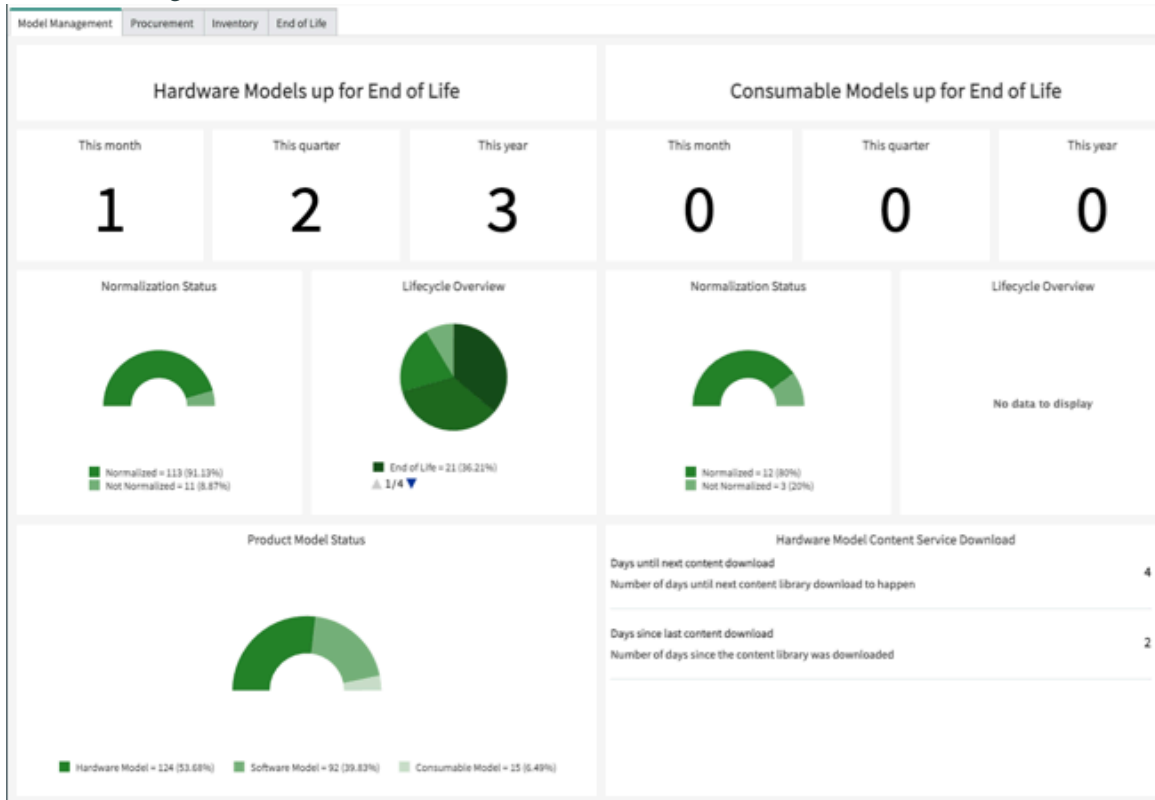 Model Management Procurement Inventory End of Life
Hardware Models up for End of Life
This month
1
This quarter
2
This year
3
Consumable Models up for End of Life
This month
0
This quarter
0
This year
0
Normalization Status
Normalized = 113 (91.13%)
Not Normalized = 11 (8.87%)
Lifecycle Overview
End of Life = 21 (36.21%)
1/4
Normalization Status
Normalized = 12 (80%)
Not Normalized = 3 (20%)
Lifecycle Overview
No data to display
Product Model Status
Hardware Model = 124 (53.68%) Software Model = 92 (39.83%) Consumable Model = 15 (6.49%)
Hardware Model Content Service Download
Days until next content download
4
Number of days until next content library download to happen
Days since last content download
2
Number of days since the content library was downloaded